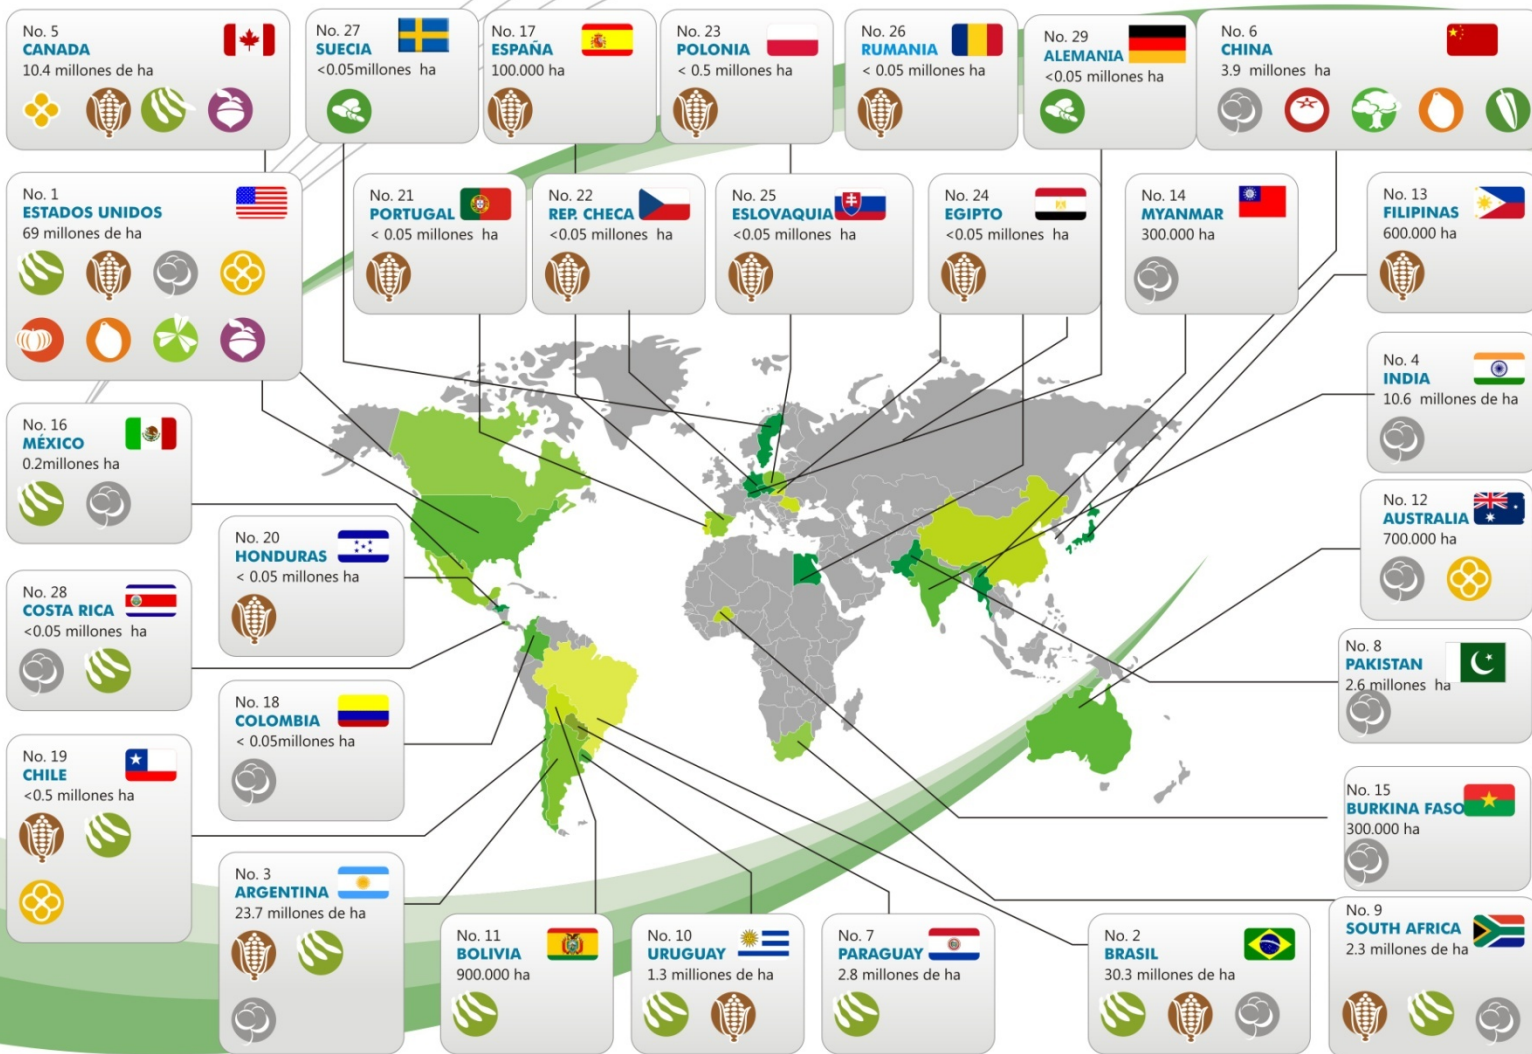 No. 5
CANADA
10.4 millones de ha
No. 27
SUECIA
<0.05millones ha
No. 17
ESPAÑA
100.000 ha
No. 23
POLONIA
< 0.5 millones ha
No. 26
RUMANIA
< 0.05 millones ha
No. 29
ALEMANIA
<0.05 millones ha
No. 6
CHINA
3.9 millones ha
No. 1
ESTADOS UNIDOS
69 millones de ha
No. 21
PORTUGAL
< 0.05 millones ha
No. 22
REP. CHECA
<0.05 millones ha
No. 25
ESLOVAQUIA
<0.05 millones ha
No. 24
EGIPTO
<0.05 millones ha
No. 14
MYANMAR
300.000 ha
No. 13
FILIPINAS
600.000 ha
No. 4
INDIA
10.6 millones de ha
No. 16
MÉXICO
0.2millones ha
No. 12
AUSTRALIA
700.000 ha
No. 20
HONDURAS
< 0.05 millones ha
No. 28
COSTA RICA
<0.05 millones ha
No. 8
PAKISTAN
2.6 millones ha
No. 18
COLOMBIA
< 0.05millones ha
No. 19
CHILE
<0.5 millones ha
No. 15
BURKINA FASO
300.000 ha
No. 3
ARGENTINA
23.7 millones de ha
No. 11
BOLIVIA
900.000 ha
No. 10
URUGUAY
1.3 milliones de ha
No. 7
PARAGUAY
2.8 millones de ha
No. 2
BRASIL
30.3 millones de ha
No. 9
SOUTH AFRICA
2.3 millones de ha